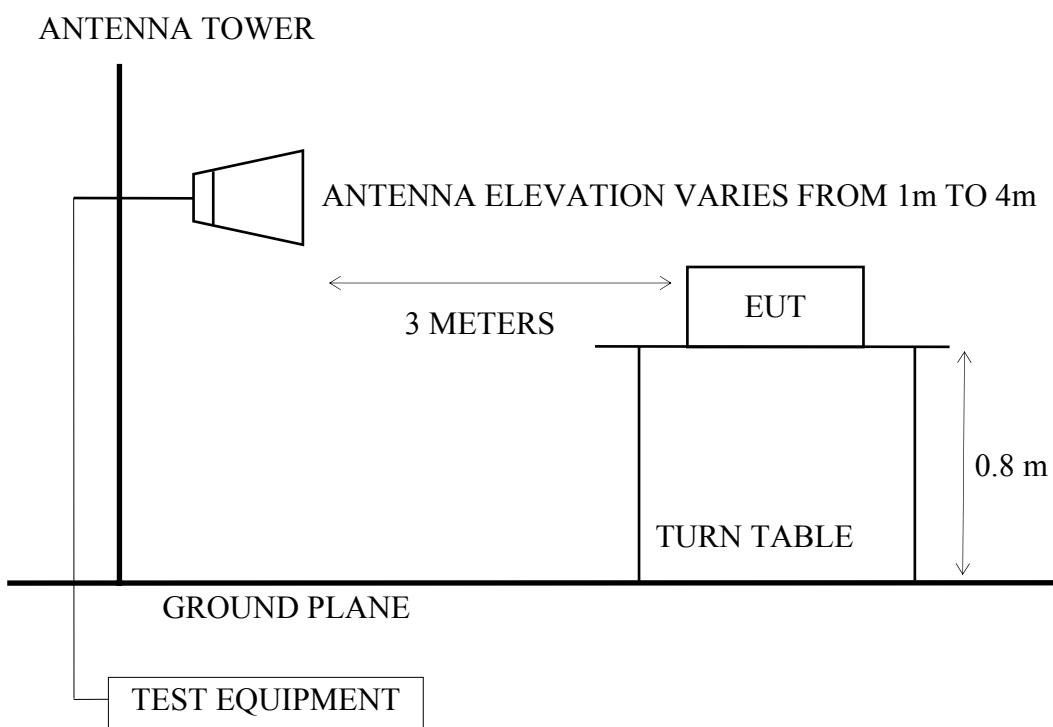 ANTENNA TOWER
ANTENNA ELEVATION VARIES FROM 1m TO 4m
EUT
3 METERS
0.8 m
TURN TABLE
GROUND PLANE
TEST EQUIPMENT